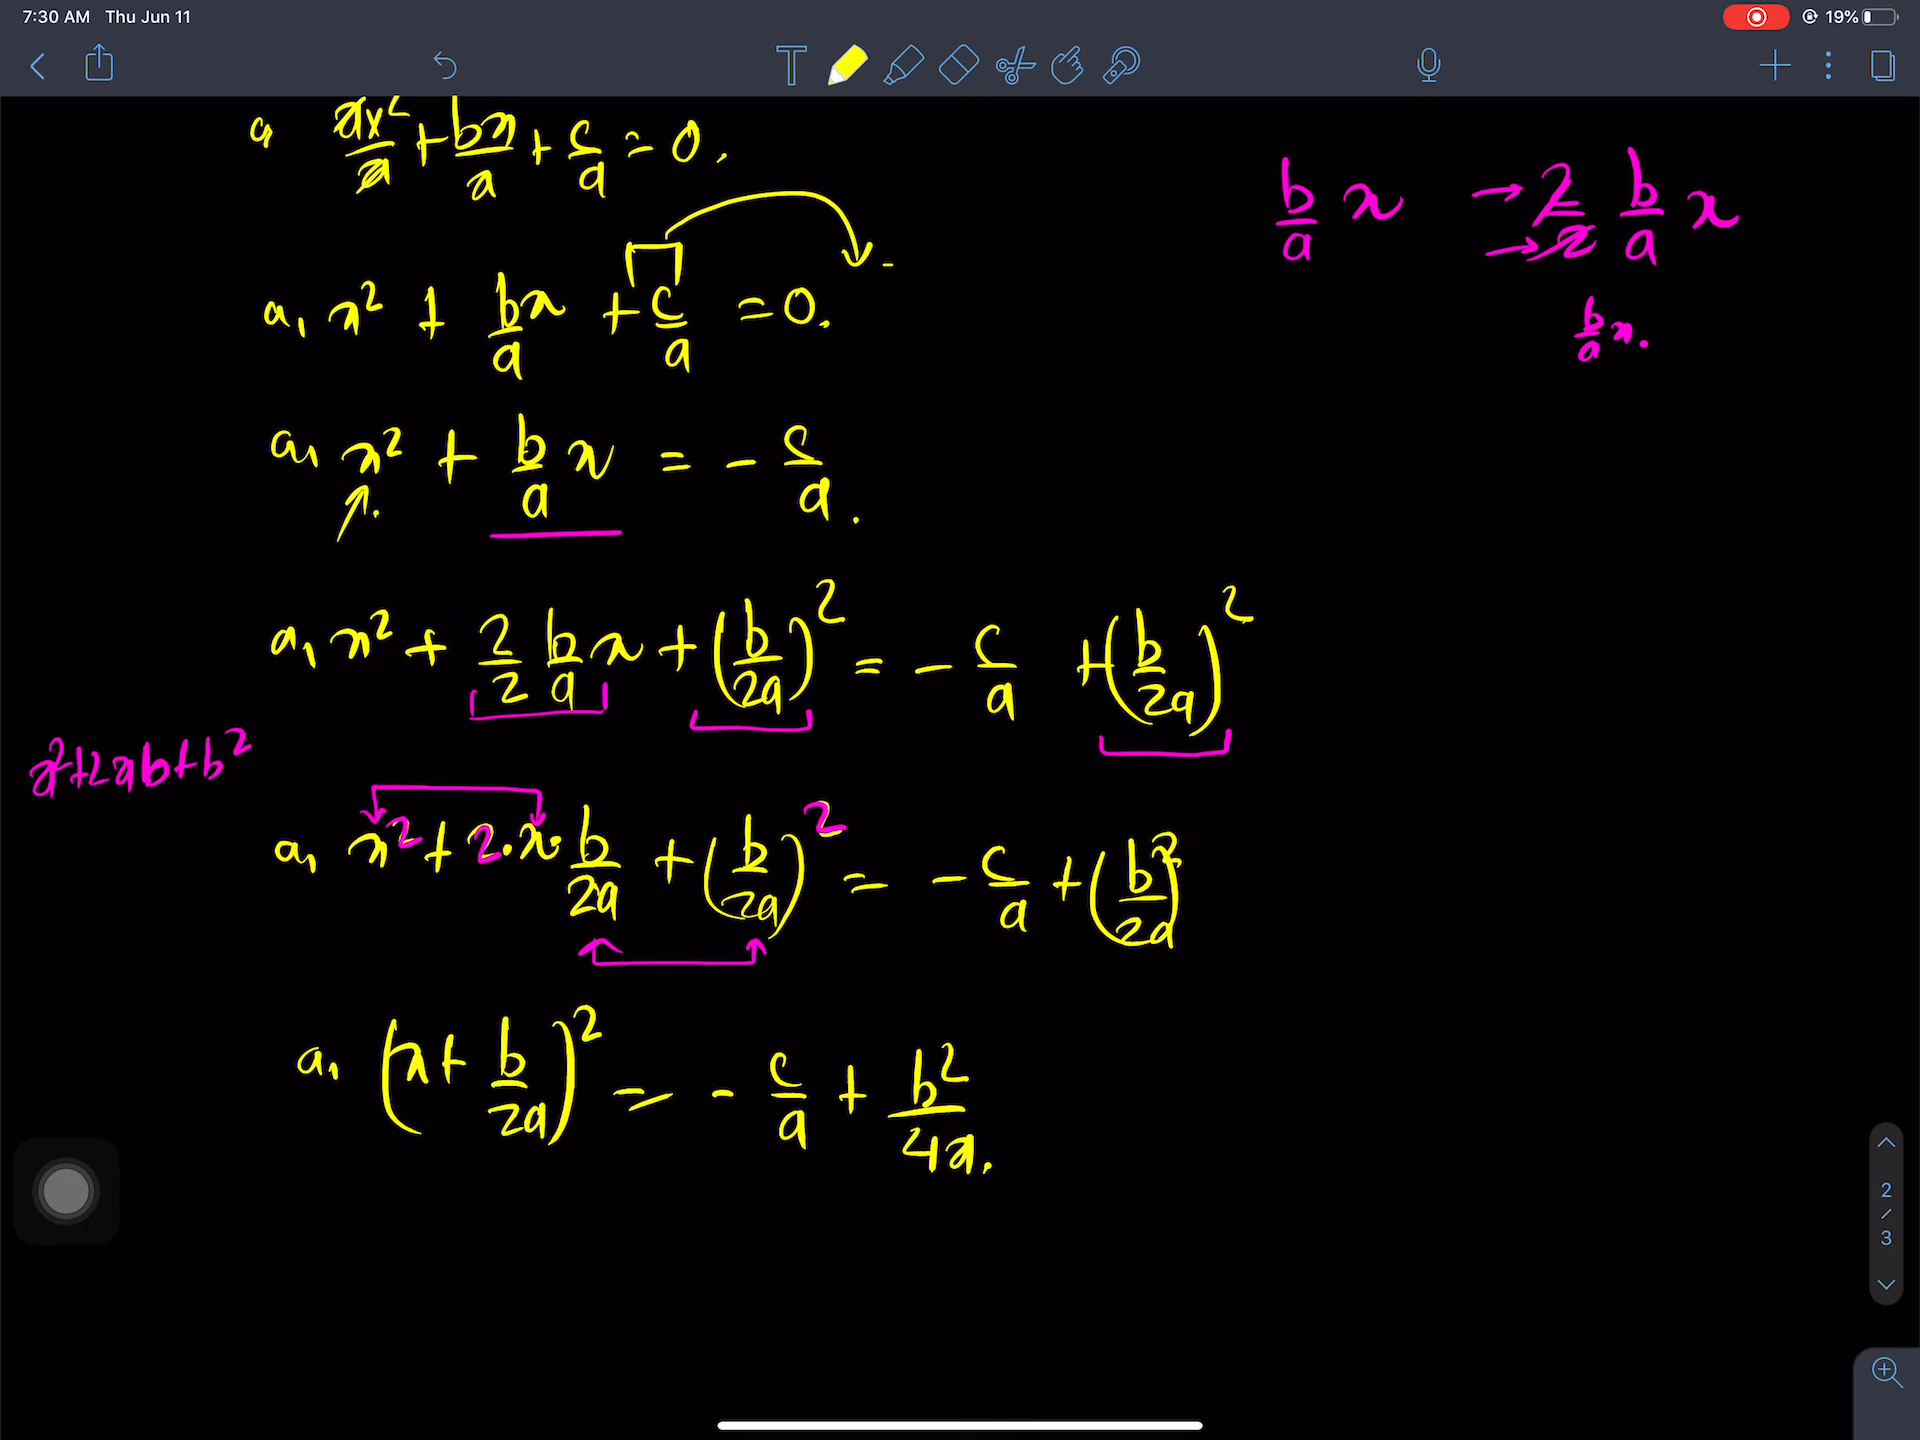 7:30 AM Thu Jun 11
19%
a ax²/a + bx/a + c/a = 0.
a, x² + b/a x + c/a = 0.
-
a, x² + b/a x = - c/a.
a, x² + 2/2 b/a x + (b/2a)² = - c/a + (b/2a)²
a²+2ab+b²
a, x² + 2·x· b/2a + (b/2a)² = - c/a + (b/2a)²
a, (x + b/2a)² = - c/a + b²/4a.
b/a x → 2/→2 b/a x
b/a x.
2
/
3